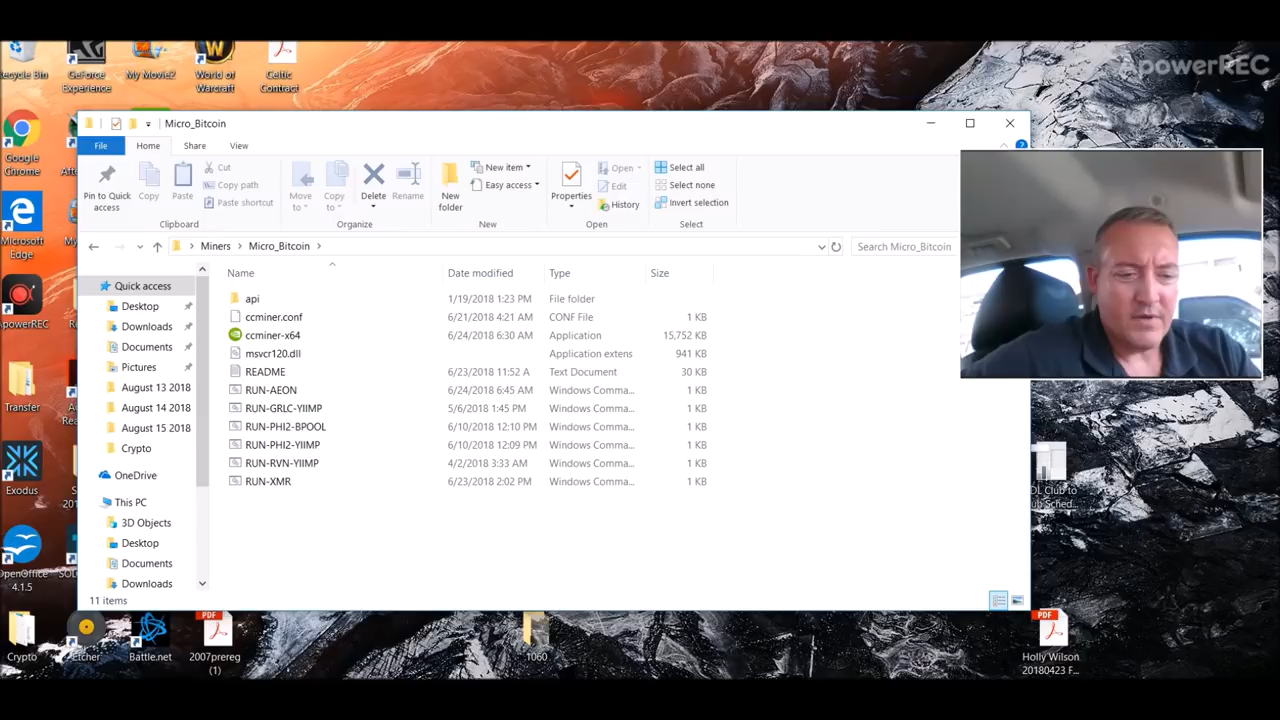 ApowerREC
Recycle Bin
GeForce
Experience
My Movie2
World of
Warcraft
Celtic
Contract
Micro_Bitcoin
File
Home
Share
View
Pin to Quick
access
Copy
Paste
Cut
Copy path
Paste shortcut
Clipboard
Move
to
Copy
to
Delete
Rename
Organize
New
folder
New item
Easy access
New
Properties
Open
Edit
History
Open
Select all
Select none
Invert selection
Select
Miners
Micro_Bitcoin
Search Micro_Bitcoin
Name
Date modified
Type
Size
api 1/19/2018 1:23 PM File folder
ccminer.conf 6/21/2018 4:21 AM CONF File 1 KB
ccminer-x64 6/24/2018 6:30 AM Application 15,752 KB
msvcr120.dll Application extens 941 KB
README 6/23/2018 11:52 A Text Document 30 KB
RUN-AEON 6/24/2018 6:45 AM Windows Comma... 1 KB
RUN-GRLC-YIIMP 5/6/2018 1:45 PM Windows Comma... 1 KB
RUN-PHI2-BPOOL 6/10/2018 12:10 PM Windows Comma... 1 KB
RUN-PHI2-YIIMP 6/10/2018 12:09 PM Windows Comma... 1 KB
RUN-RVN-YIIMP 4/2/2018 3:33 AM Windows Comma... 1 KB
RUN-XMR 6/23/2018 2:02 PM Windows Comma... 1 KB
Quick access
Desktop
Downloads
Documents
Pictures
August 13 2018
August 14 2018
August 15 2018
Crypto
OneDrive
This PC
3D Objects
Desktop
Documents
Downloads
11 items
Google
Chrome
Microsoft
Edge
ApowerREC
Transfer
Exodus
OpenOffice
4.1.5
Crypto
Etcher
Battle.net
PDF
2007prereg
(1)
1060
PDF
Holly Wilson
20180423 F...